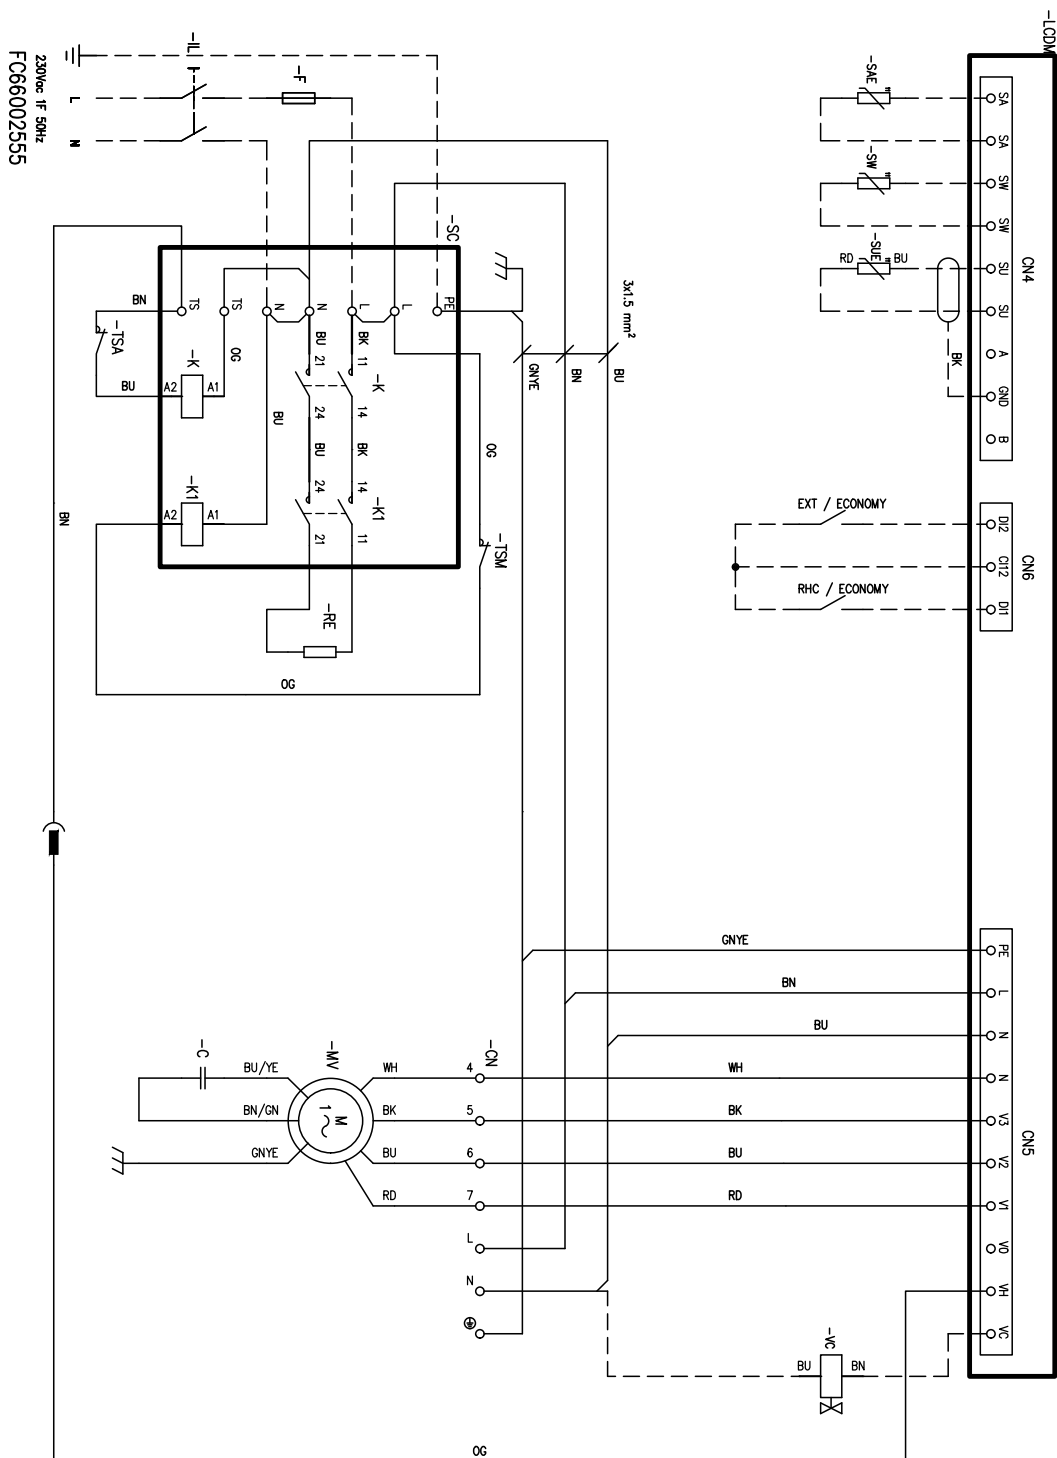 -LCDM
SA
SA
SW
SW
SU
SU
A
GND
B
CN4
-SAE
-SW
-SUE
RD
BU
BK
DI2
CI12
DI1
CN6
EXT / ECONOMY
RHC / ECONOMY
PE
L
N
N
V3
V2
V1
V0
VH
VC
CN5
GNYE
BN
BU
WH
BK
BU
RD
-VC
BU
BN
3x1.5 mm²
GNYE
BN
BU
-IL
-F
L
N
230Vac 1F 50Hz
FC66002555
-SC
TS
TS
N
N
L
L
PE
BN
-TSA
BU
OG
-K
A2
A1
BU
-K1
A2
A1
BU
21
BK
11
-K
24
14
BU
BK
24
14
-K1
21
11
OG
-TSM
-RE
OG
BN
-CN
4
5
6
7
L
N
WH
BK
BU
RD
-MV
M
1
-C
BU/YE
BN/GN
GNYE
OG